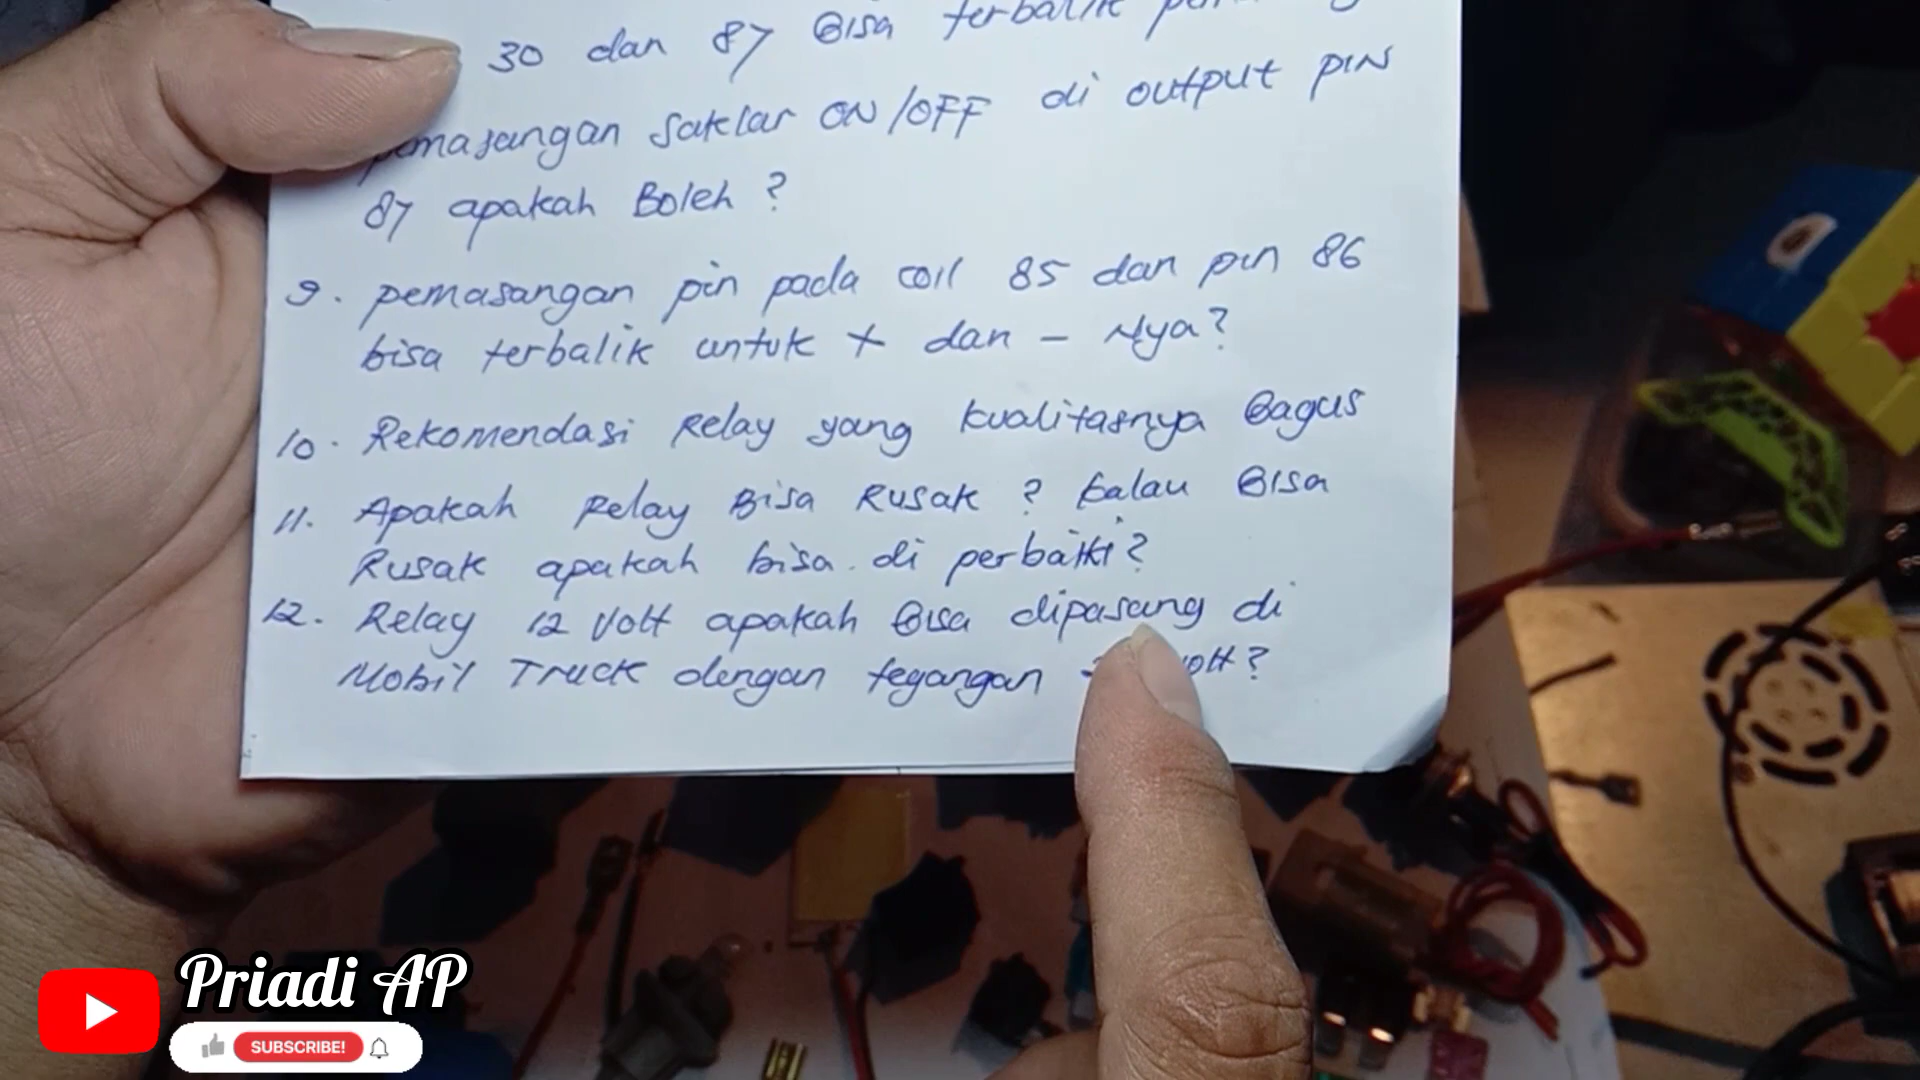 30 dan 87 Bisa terbalik
pemasangan Saklar ON/OFF di output PIN
87 apakah Boleh ?
9. pemasangan pin pada coil 85 dan pin 86
bisa terbalik untuk + dan - Nya?
10. Rekomendasi Relay yang kualitasnya Bagus
11. Apakah Relay Bisa Rusak ? kalau Bisa
Rusak apakah bisa di perbaiki?
12. Relay 12 Volt apakah Bisa dipasang di
Mobil Truck dengan tegangan volt?
Priadi AP
SUBSCRIBE!